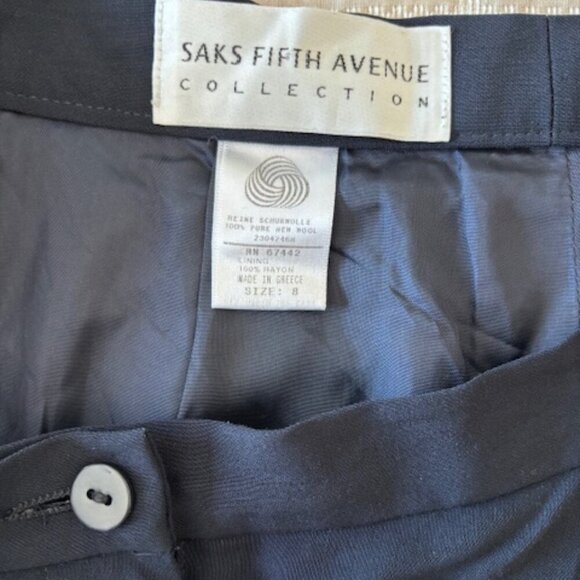 SAKS FIFTH AVENUE
COLLECTION
REINE SCHURWOLLE
100% PURE NEW WOOL
RN 67442
LINING
100% RAYON
MADE IN GREECE
SIZE: 8